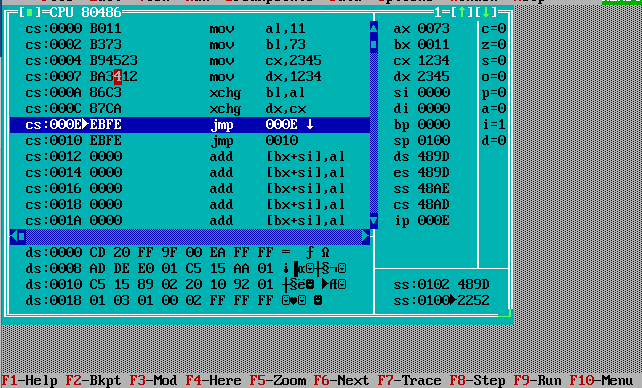 [■]=CPU 80486 1=[↑][↓]
cs:0000 B011 mov al,11 ax 0073 c=0
cs:0002 B373 mov bl,73 bx 0011 z=0
cs:0004 B94523 mov cx,2345 cx 1234 s=0
cs:0007 BA3412 mov dx,1234 dx 2345 o=0
cs:000A 86C3 xchg bl,al si 0000 p=0
cs:000C 87CA xchg dx,cx di 0000 a=0
cs:000E►EBFE jmp 000E ↓ bp 0000 i=1
cs:0010 EBFE jmp 0010 sp 0100 d=0
cs:0012 0000 add [bx+si],al ds 489D
cs:0014 0000 add [bx+si],al es 489D
cs:0016 0000 add [bx+si],al ss 48AE
cs:0018 0000 add [bx+si],al cs 48AD
cs:001A 0000 add [bx+si],al ip 000E
ds:0000 CD 20 FF 9F 00 EA FF FF = ƒ Ω
ds:0008 AD DE E0 01 C5 15 AA 01
ds:0010 C5 15 89 02 20 10 92 01 ss:0102 489D
ds:0018 01 03 01 00 02 FF FF FF ss:0100►2252
F1-Help F2-Bkpt F3-Mod F4-Here F5-Zoom F6-Next F7-Trace F8-Step F9-Run F10-Menu